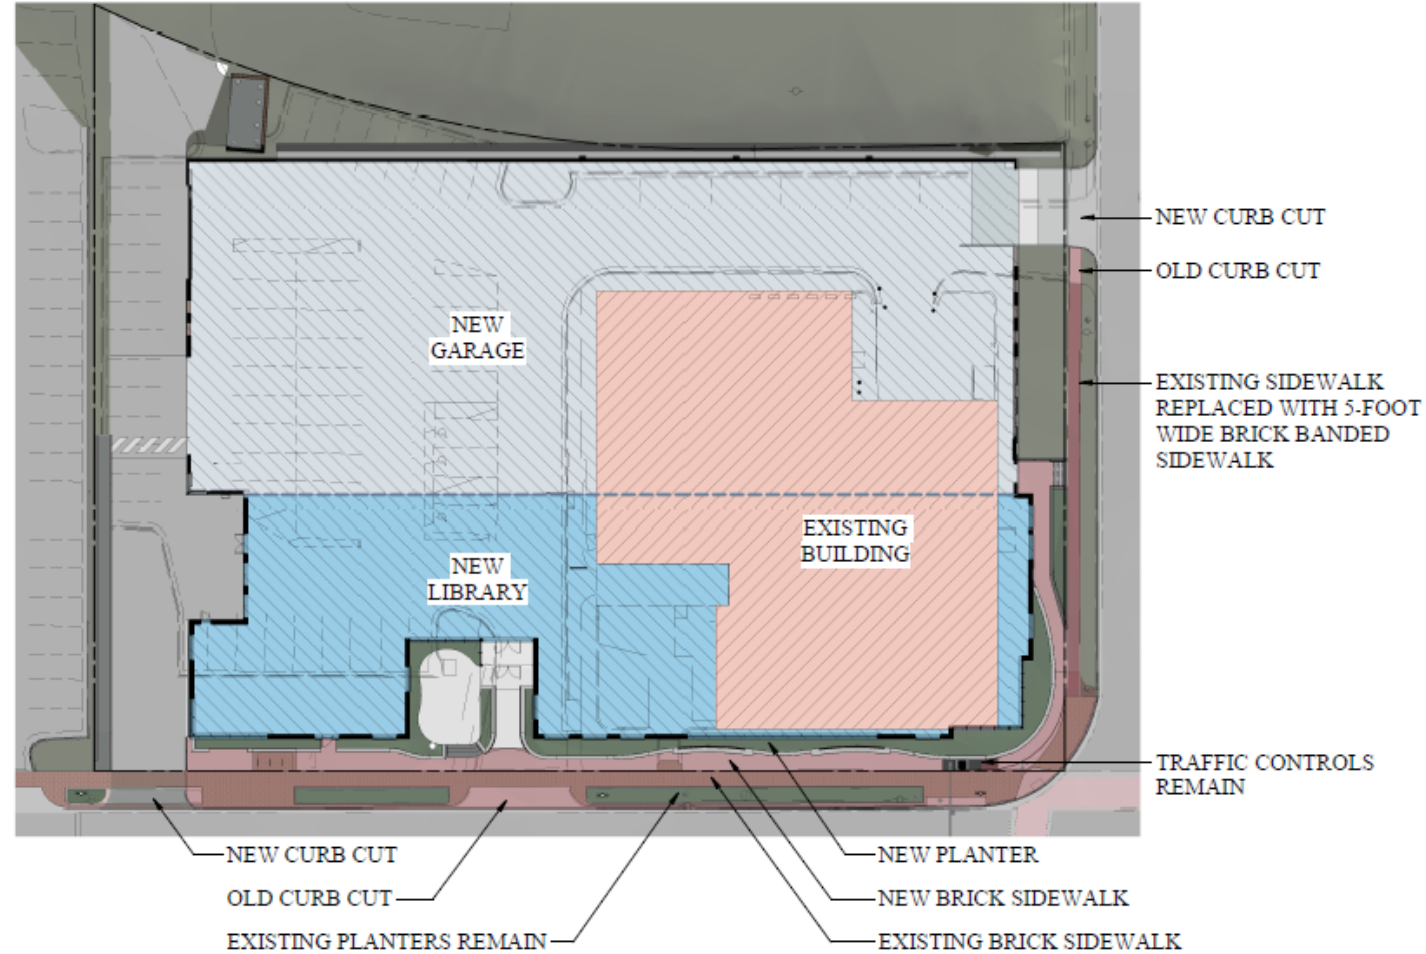 NEW CURB CUT
OLD CURB CUT
NEW
GARAGE
EXISTING SIDEWALK
REPLACED WITH 5-FOOT
WIDE BRICK BANDED
SIDEWALK
EXISTING
BUILDING
NEW
LIBRARY
TRAFFIC CONTROLS
REMAIN
NEW CURB CUT
NEW PLANTER
OLD CURB CUT
NEW BRICK SIDEWALK
EXISTING PLANTERS REMAIN
EXISTING BRICK SIDEWALK